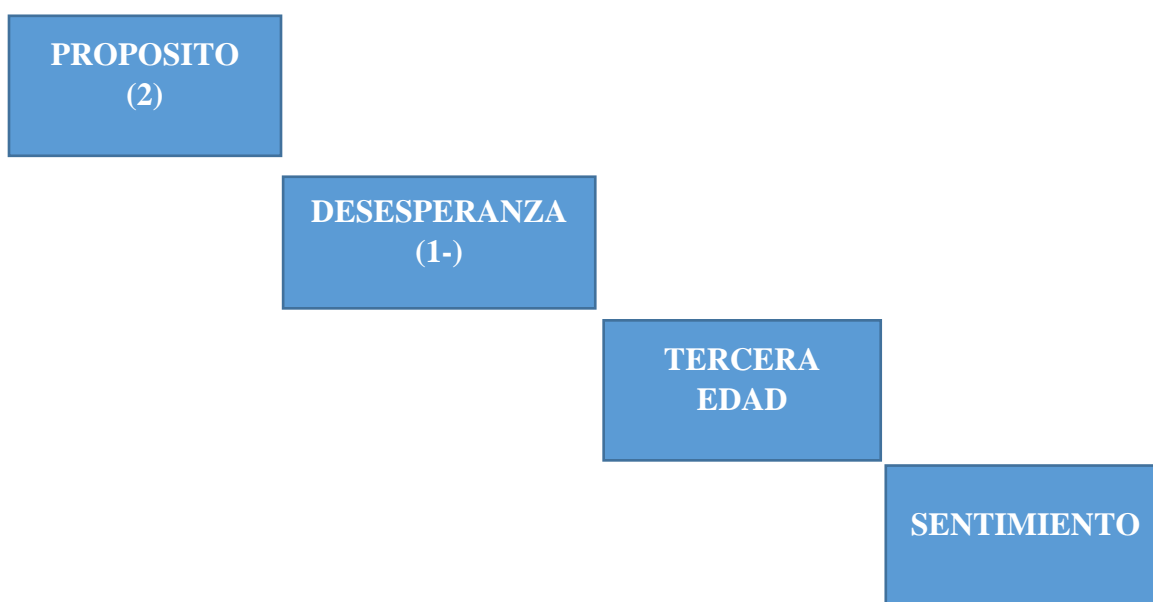 PROPOSITO
(2)
DESESPERANZA
(1-)
TERCERA
EDAD
SENTIMIENTO